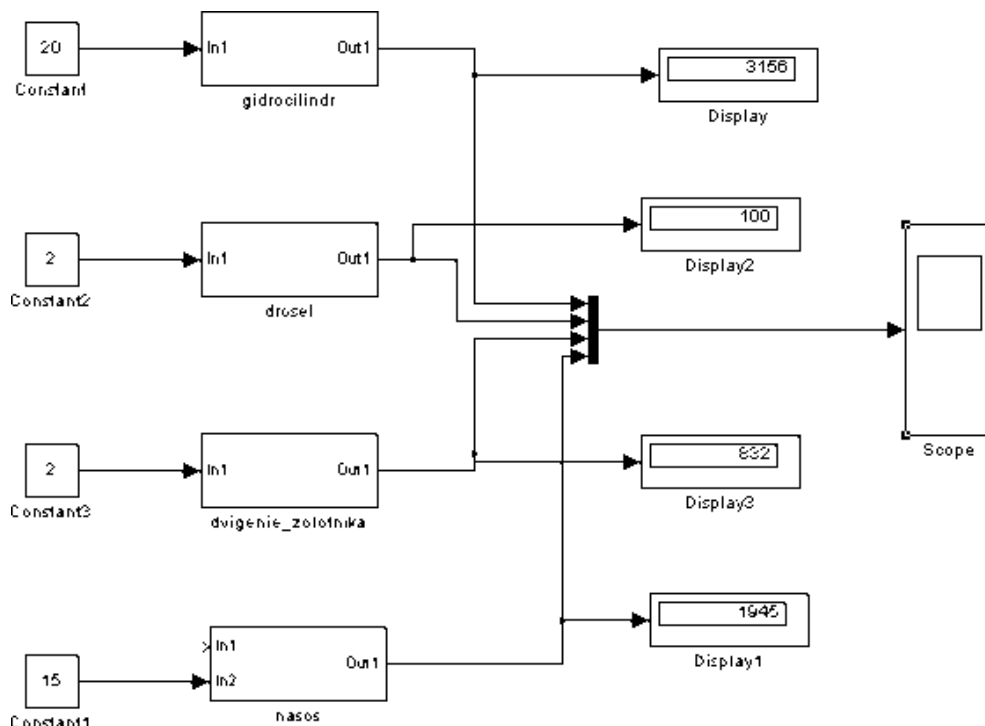 20
In1
Out1
3156
Constant
gidrocilindr
Display
2
In1
Out1
100
Constant2
drosel
Display2
2
In1
Out1
832
Scope
Constant3
dvigenie_zolotnika
Display3
15
In1
In2
Out1
1945
Constant1
nasos
Display1